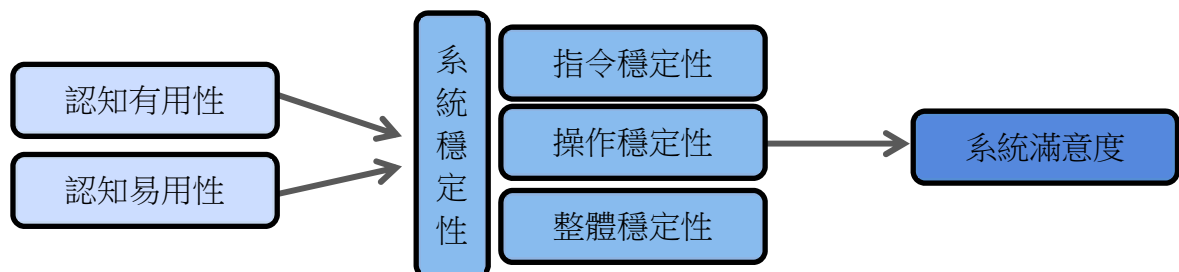 認知有用性
認知易用性
系統穩定性
指令穩定性
操作穩定性
整體穩定性
系統滿意度